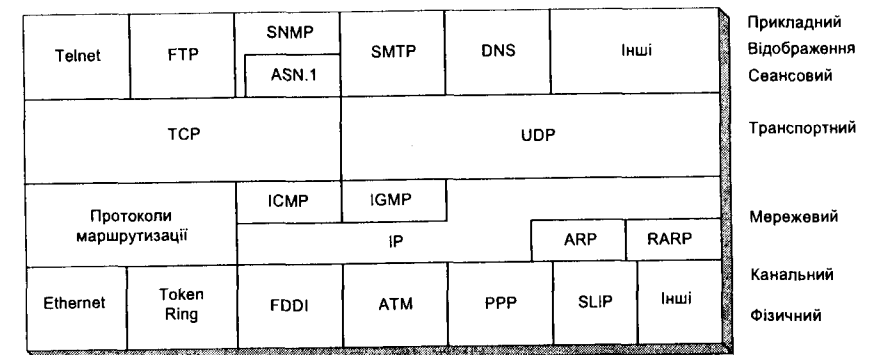 Telnet
FTP
SNMP
ASN.1
SMTP
DNS
Інші
Прикладний
Відображення
Сеансовий
TCP
UDP
Транспортний
Протоколи
маршрутизації
ICMP
IGMP
IP
ARP
RARP
Мережевий
Ethernet
Token
Ring
FDDI
ATM
PPP
SLIP
Інші
Канальний
Фізичний